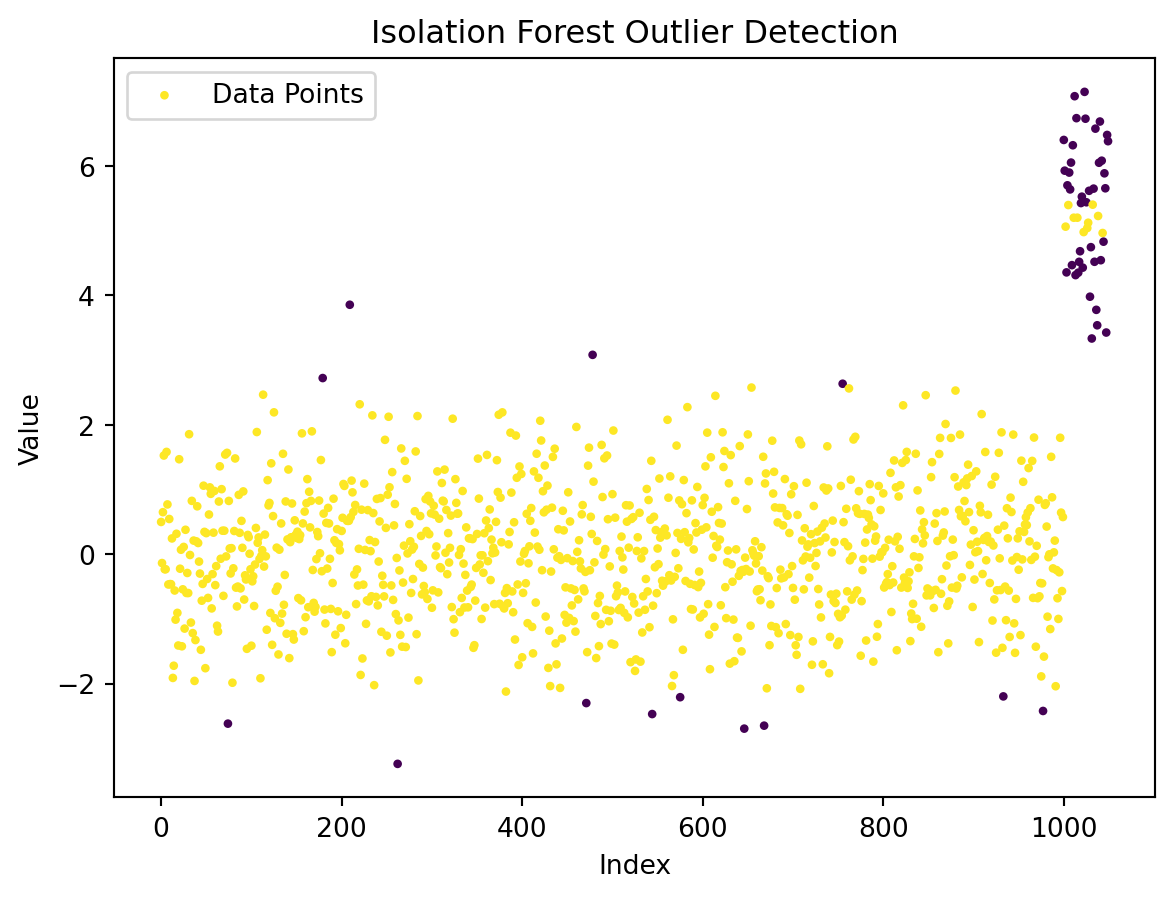 Isolation Forest Outlier Detection
Data Points
6
4
2
0
−2
Value
0 200 400 600 800 1000
Index